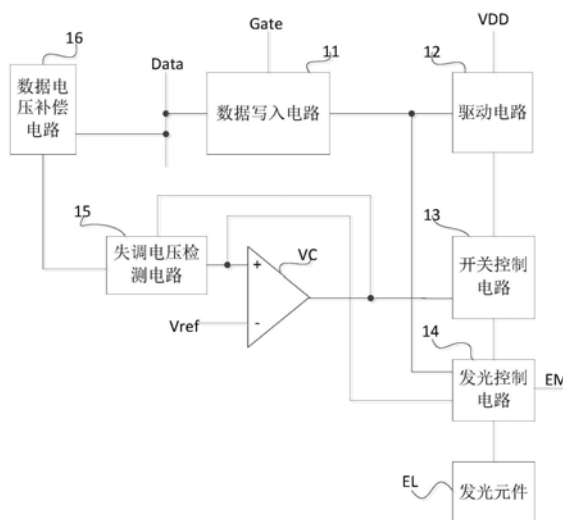 Gate
VDD
16
Data
11
12
数据电
压补偿
电路
数据写入电路
驱动电路
15
13
失调电压检
测电路
+
VC
开关控制
电路
Vref
-
14
发光控制
电路
EM
EL
发光元件